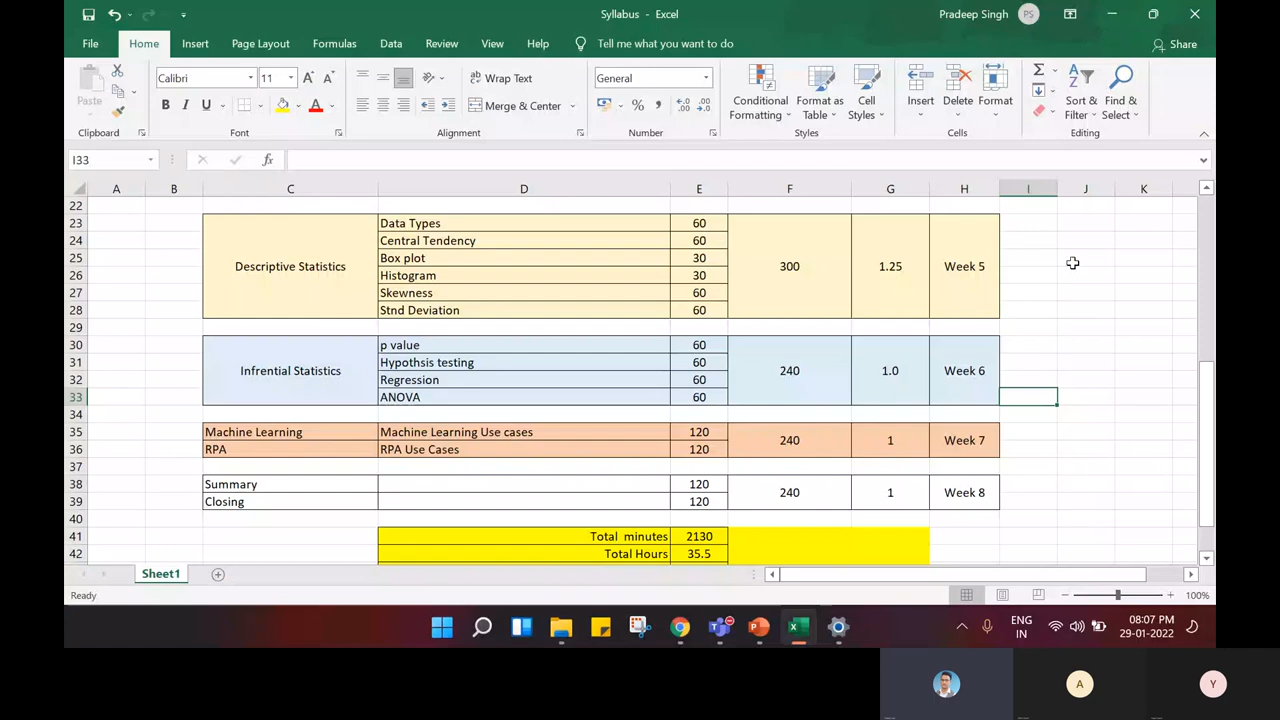 Syllabus - Excel
Pradeep Singh PS
File Home Insert Page Layout Formulas Data Review View Help Tell me what you want to do Share
Paste Calibri 11 A A Wrap Text General Conditional Formatting Format as Table Cell Styles Insert Delete Format Sort & Filter Find & Select
B I U A Merge & Center % ,
Clipboard Font Alignment Number Styles Cells Editing
I33 fx
A B C D E F G H I J K
22
23 Data Types 60
24 Central Tendency 60
25 Box plot 30
Descriptive Statistics 300 1.25 Week 5
26 Histogram 30
27 Skewness 60
28 Stnd Deviation 60
29
30 p value 60
31 Hypothsis testing 60
Infrential Statistics 240 1.0 Week 6
32 Regression 60
33 ANOVA 60
34
35 Machine Learning Machine Learning Use cases 120
240 1 Week 7
36 RPA RPA Use Cases 120
37
38 Summary 120
240 1 Week 8
39 Closing 120
40
41 Total minutes 2130
42 Total Hours 35.5
Sheet1
Ready 100%
ENG IN 08:07 PM 29-01-2022
A Y